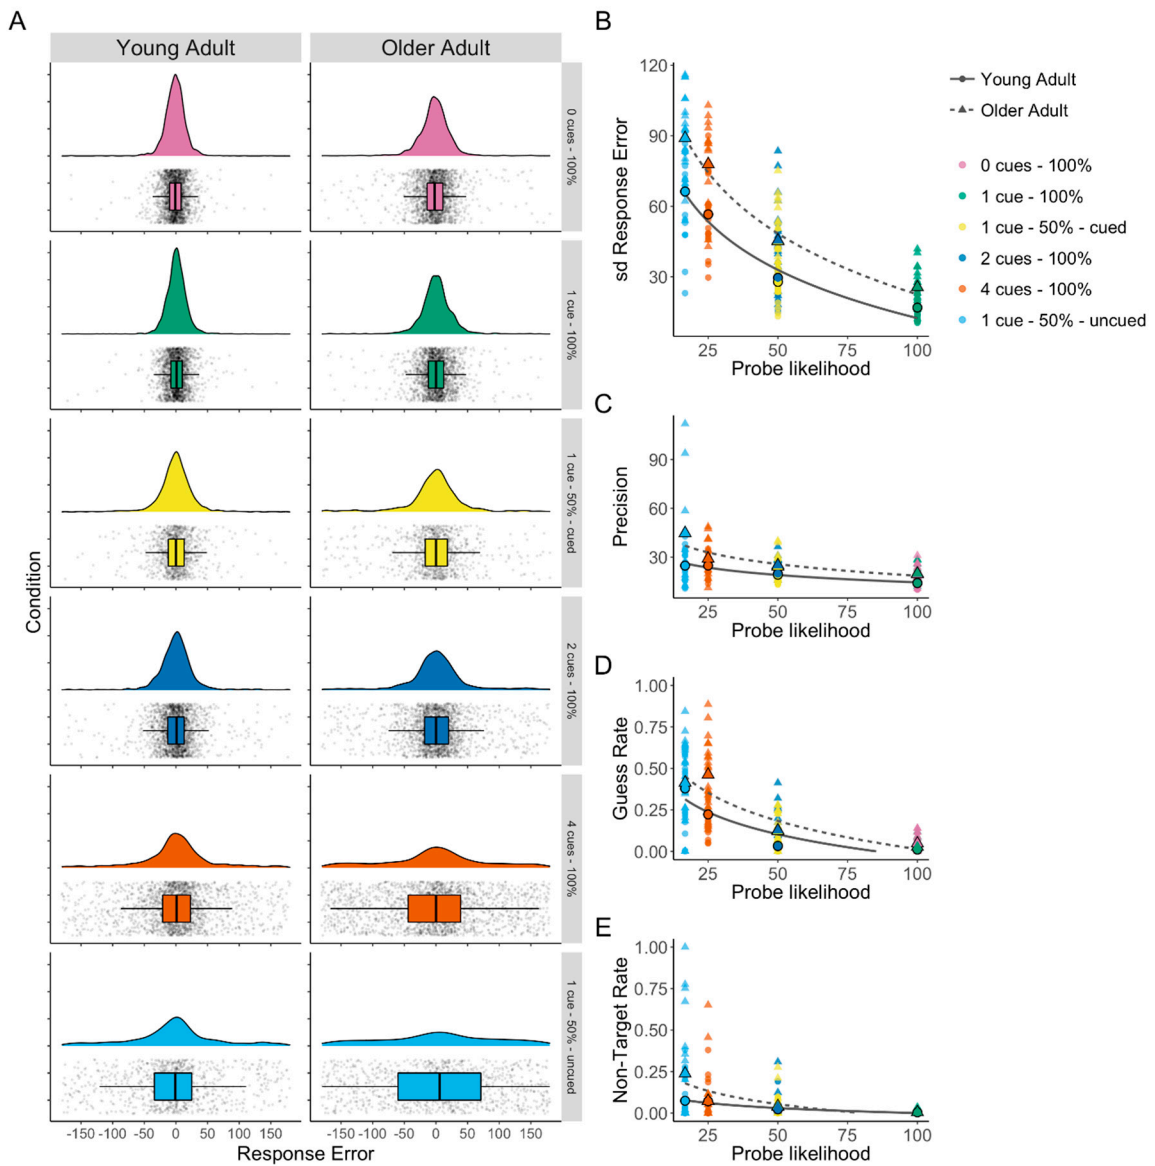 A
Young Adult
Older Adult
0 cues - 100%
1 cue - 100%
1 cue - 50% - cued
2 cues - 100%
4 cues - 100%
1 cue - 50% - uncued
Condition
-150 -100 -50 0 50 100 150
-150 -100 -50 0 50 100 150
Response Error
B
120
90
60
30
sd Response Error
25 50 75 100
Probe likelihood
Young Adult
Older Adult
0 cues - 100%
1 cue - 100%
1 cue - 50% - cued
2 cues - 100%
4 cues - 100%
1 cue - 50% - uncued
C
90
60
30
Precision
25 50 75 100
Probe likelihood
D
1.00
0.75
0.50
0.25
0.00
Guess Rate
25 50 75 100
Probe likelihood
E
1.00
0.75
0.50
0.25
0.00
Non-Target Rate
25 50 75 100
Probe likelihood